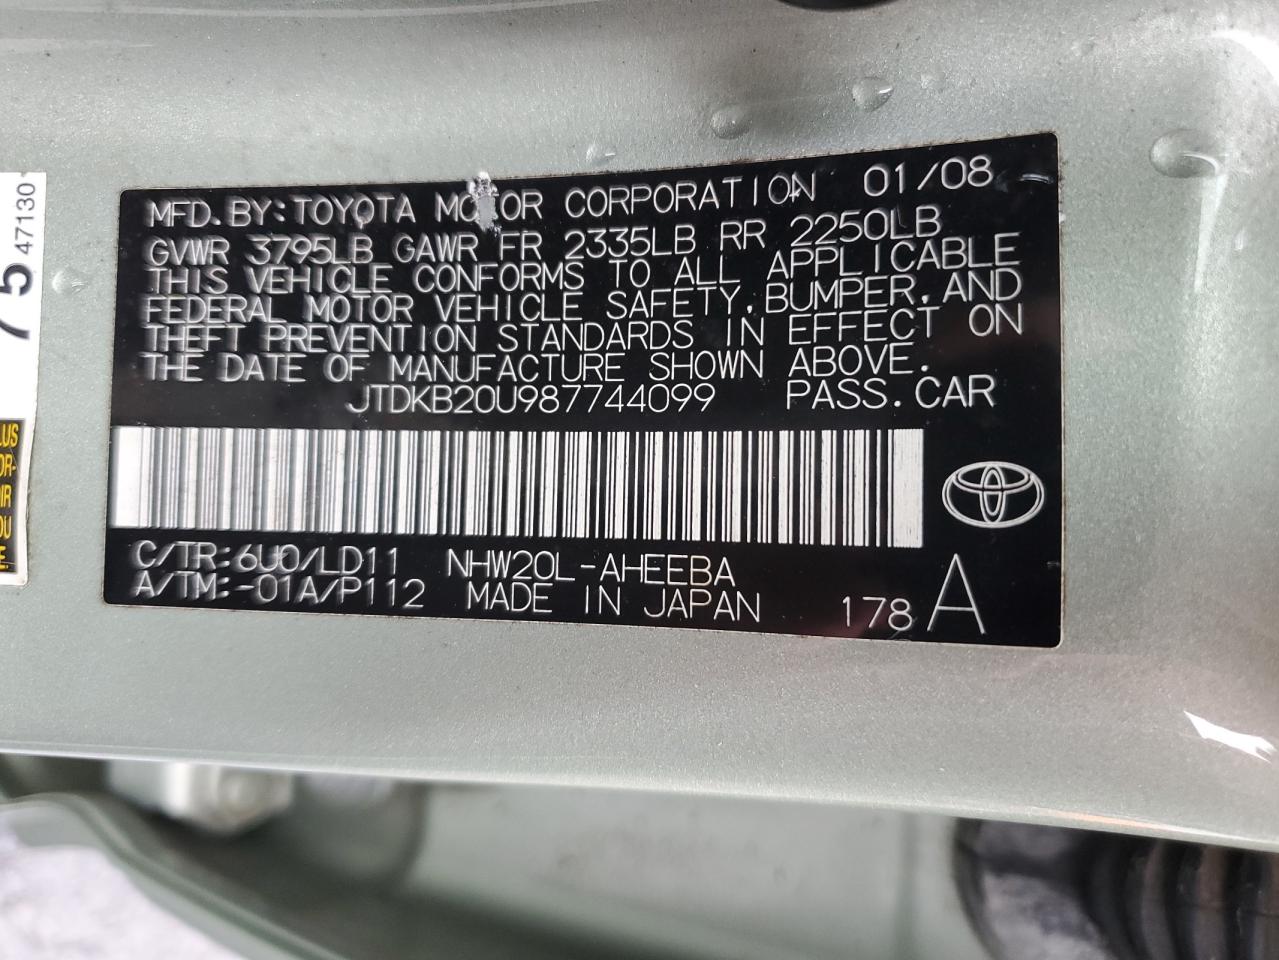 MFD. BY: TOYOTA MOTOR CORPORATION 01/08
GVWR 3795LB GAWR FR 2335LB RR 2250LB
THIS VEHICLE CONFORMS TO ALL APPLICABLE
FEDERAL MOTOR VEHICLE SAFETY, BUMPER, AND
THEFT PREVENTION STANDARDS IN EFFECT ON
THE DATE OF MANUFACTURE SHOWN ABOVE.
JTDKB20U987744099 PASS. CAR
C/TR: 6U0/LD11 NHW20L-AHEEBA
A/TM: -01A/P112 MADE IN JAPAN 178 A
47130